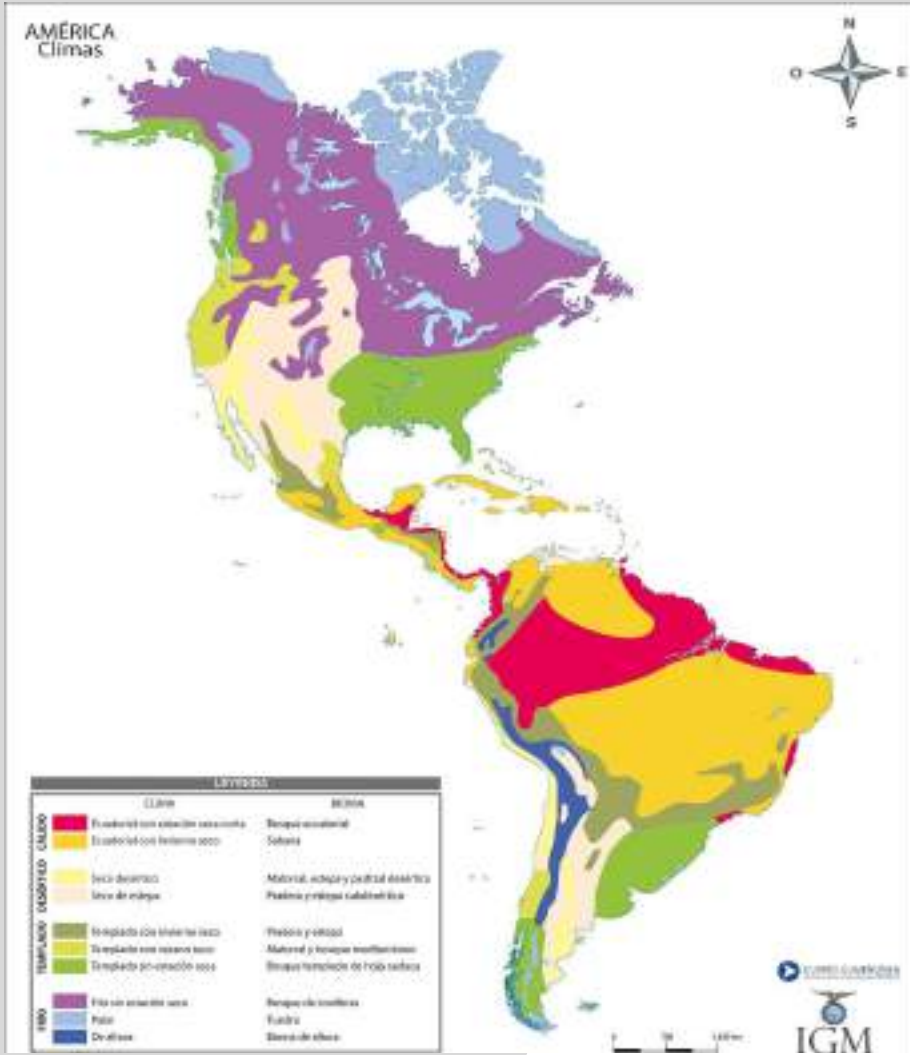 AMÉRICA
Climas
N
O E
S
LEYENDA
CLIMA BIOMA
CÁLIDO
Ecuatorial con estación seca corta Bosque ecuatorial
Ecuatorial con invierno seco Sabana
DESÉRTICO
Seco desértico Matorral, estepa y pastizal desértico
Seco de estepa Pradera y estepa
TEMPLADO
Templado con invierno seco Pradera y estepa
Templado con verano seco Matorral y bosque mediterráneo
Templado sin estación seca Bosque templado de hoja caduca
FRÍO
Frío sin estación seca Bosque de coníferas
Polar Tundra
De altura Bioma de altura
0
IGM